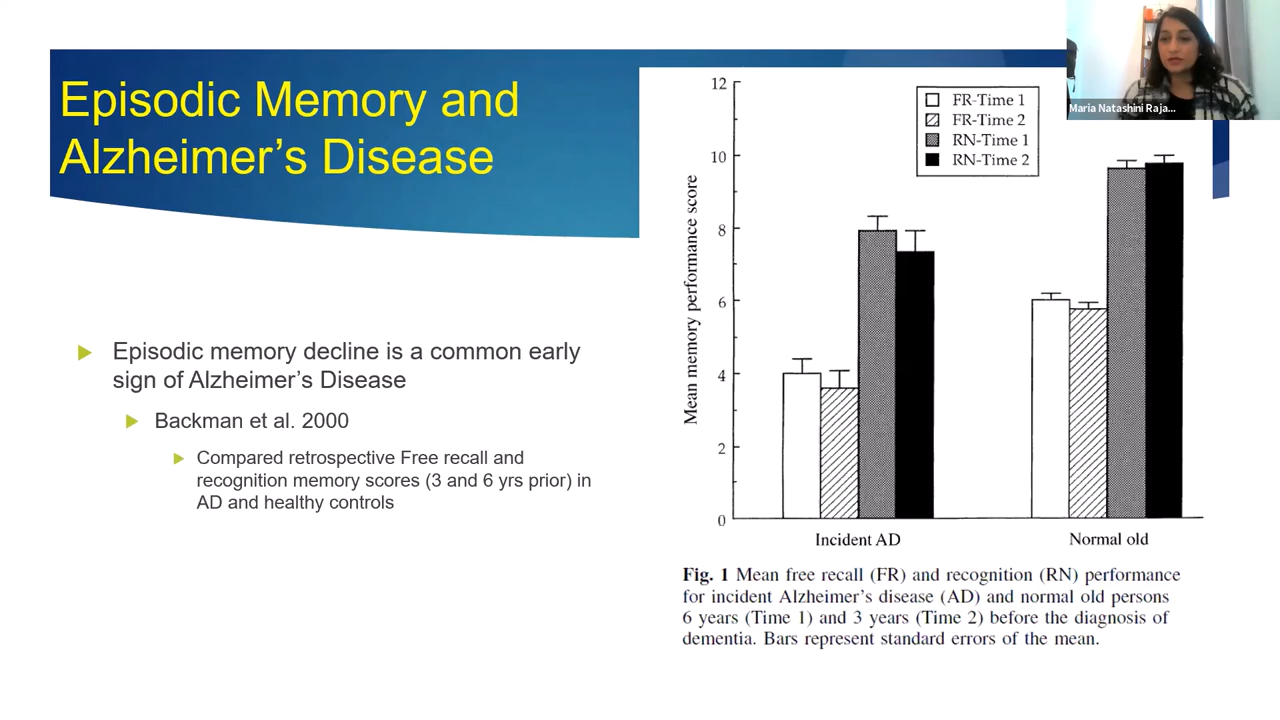 Episodic Memory and
Alzheimer’s Disease
Episodic memory decline is a common early
sign of Alzheimer’s Disease
Backman et al. 2000
Compared retrospective Free recall and
recognition memory scores (3 and 6 yrs prior) in
AD and healthy controls
Maria Natashini Raja...
FR-Time 1
FR-Time 2
RN-Time 1
RN-Time 2
Mean memory performance score
12
10
8
6
4
2
0
Incident AD
Normal old
Fig. 1 Mean free recall (FR) and recognition (RN) performance
for incident Alzheimer’s disease (AD) and normal old persons
6 years (Time 1) and 3 years (Time 2) before the diagnosis of
dementia. Bars represent standard errors of the mean.